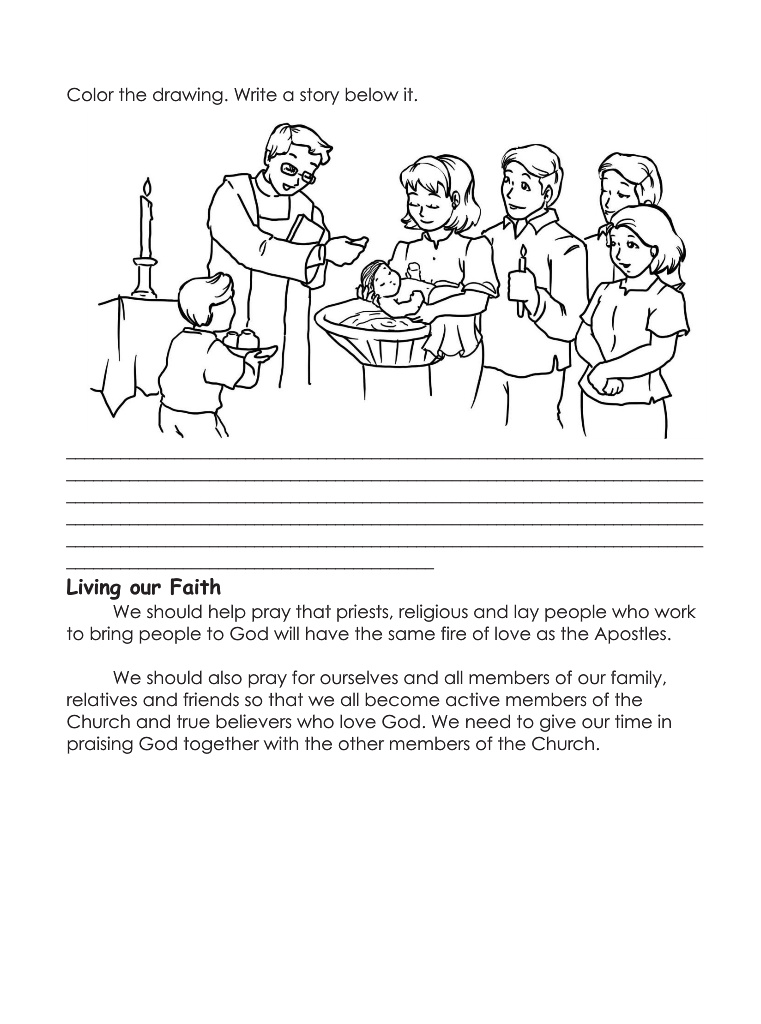 Color the drawing. Write a story below it.
Living our Faith
We should help pray that priests, religious and lay people who work
to bring people to God will have the same fire of love as the Apostles.
We should also pray for ourselves and all members of our family,
relatives and friends so that we all become active members of the
Church and true believers who love God. We need to give our time in
praising God together with the other members of the Church.